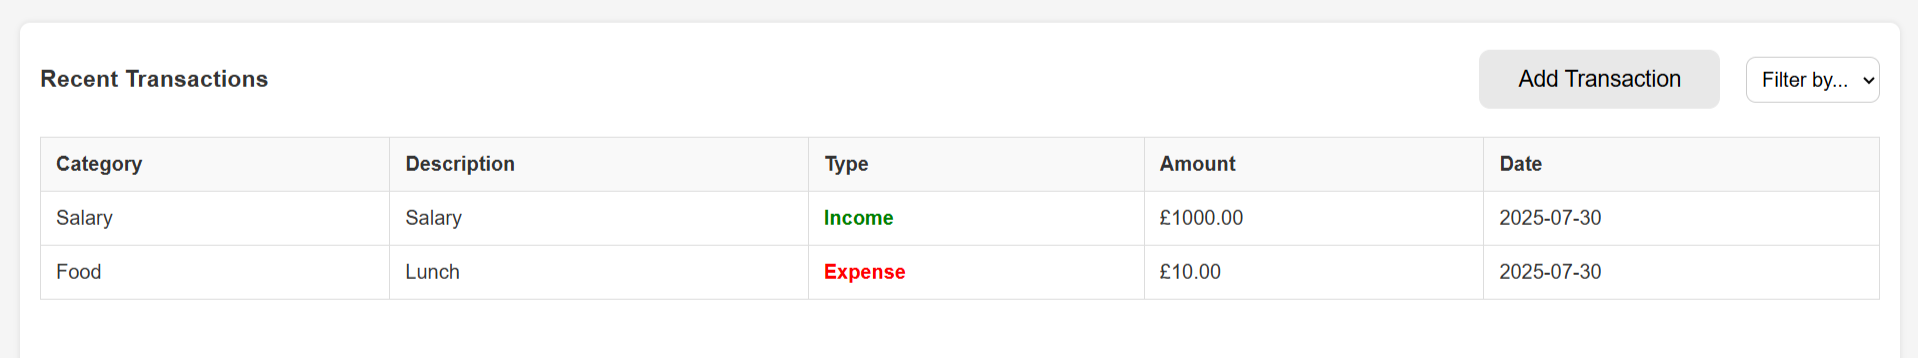 Recent Transactions
Add Transaction
Filter by...
Category Description Type Amount Date
Salary Salary Income £1000.00 2025-07-30
Food Lunch Expense £10.00 2025-07-30